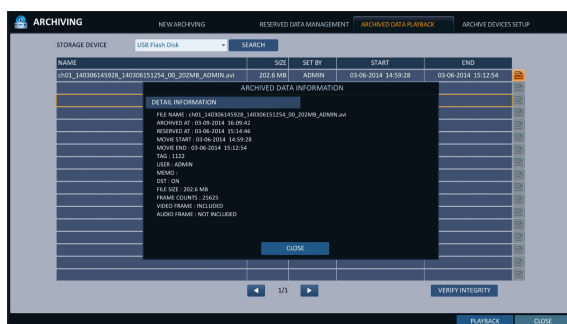 ARCHIVING
NEW ARCHIVING RESERVED DATA MANAGEMENT ARCHIVED DATA PLAYBACK ARCHIVE DEVICES SETUP
STORAGE DEVICE USB Flash Disk SEARCH
NAME SIZE SET BY START END
ch01_140306145928_140306151254_00_202MB_ADMIN.avi 202.6 MB ADMIN 03-06-2014 14:59:28 03-06-2014 15:12:54
ARCHIVED DATA INFORMATION
DETAIL INFORMATION
FILE NAME : ch01_140306145928_140306151254_00_202MB_ADMIN.avi
ARCHIVED AT : 03-09-2014 16:09:42
RESERVED AT : 03-06-2014 15:14:46
MOVIE START : 03-06-2014 14:59:28
MOVIE END : 03-06-2014 15:12:54
TAG : 1122
USER : ADMIN
MEMO :
DST : ON
FILE SIZE : 202.6 MB
FRAME COUNTS : 25625
VIDEO FRAME : INCLUDED
AUDIO FRAME : NOT INCLUDED
CLOSE
1/1 VERIFY INTEGRITY
PLAYBACK CLOSE